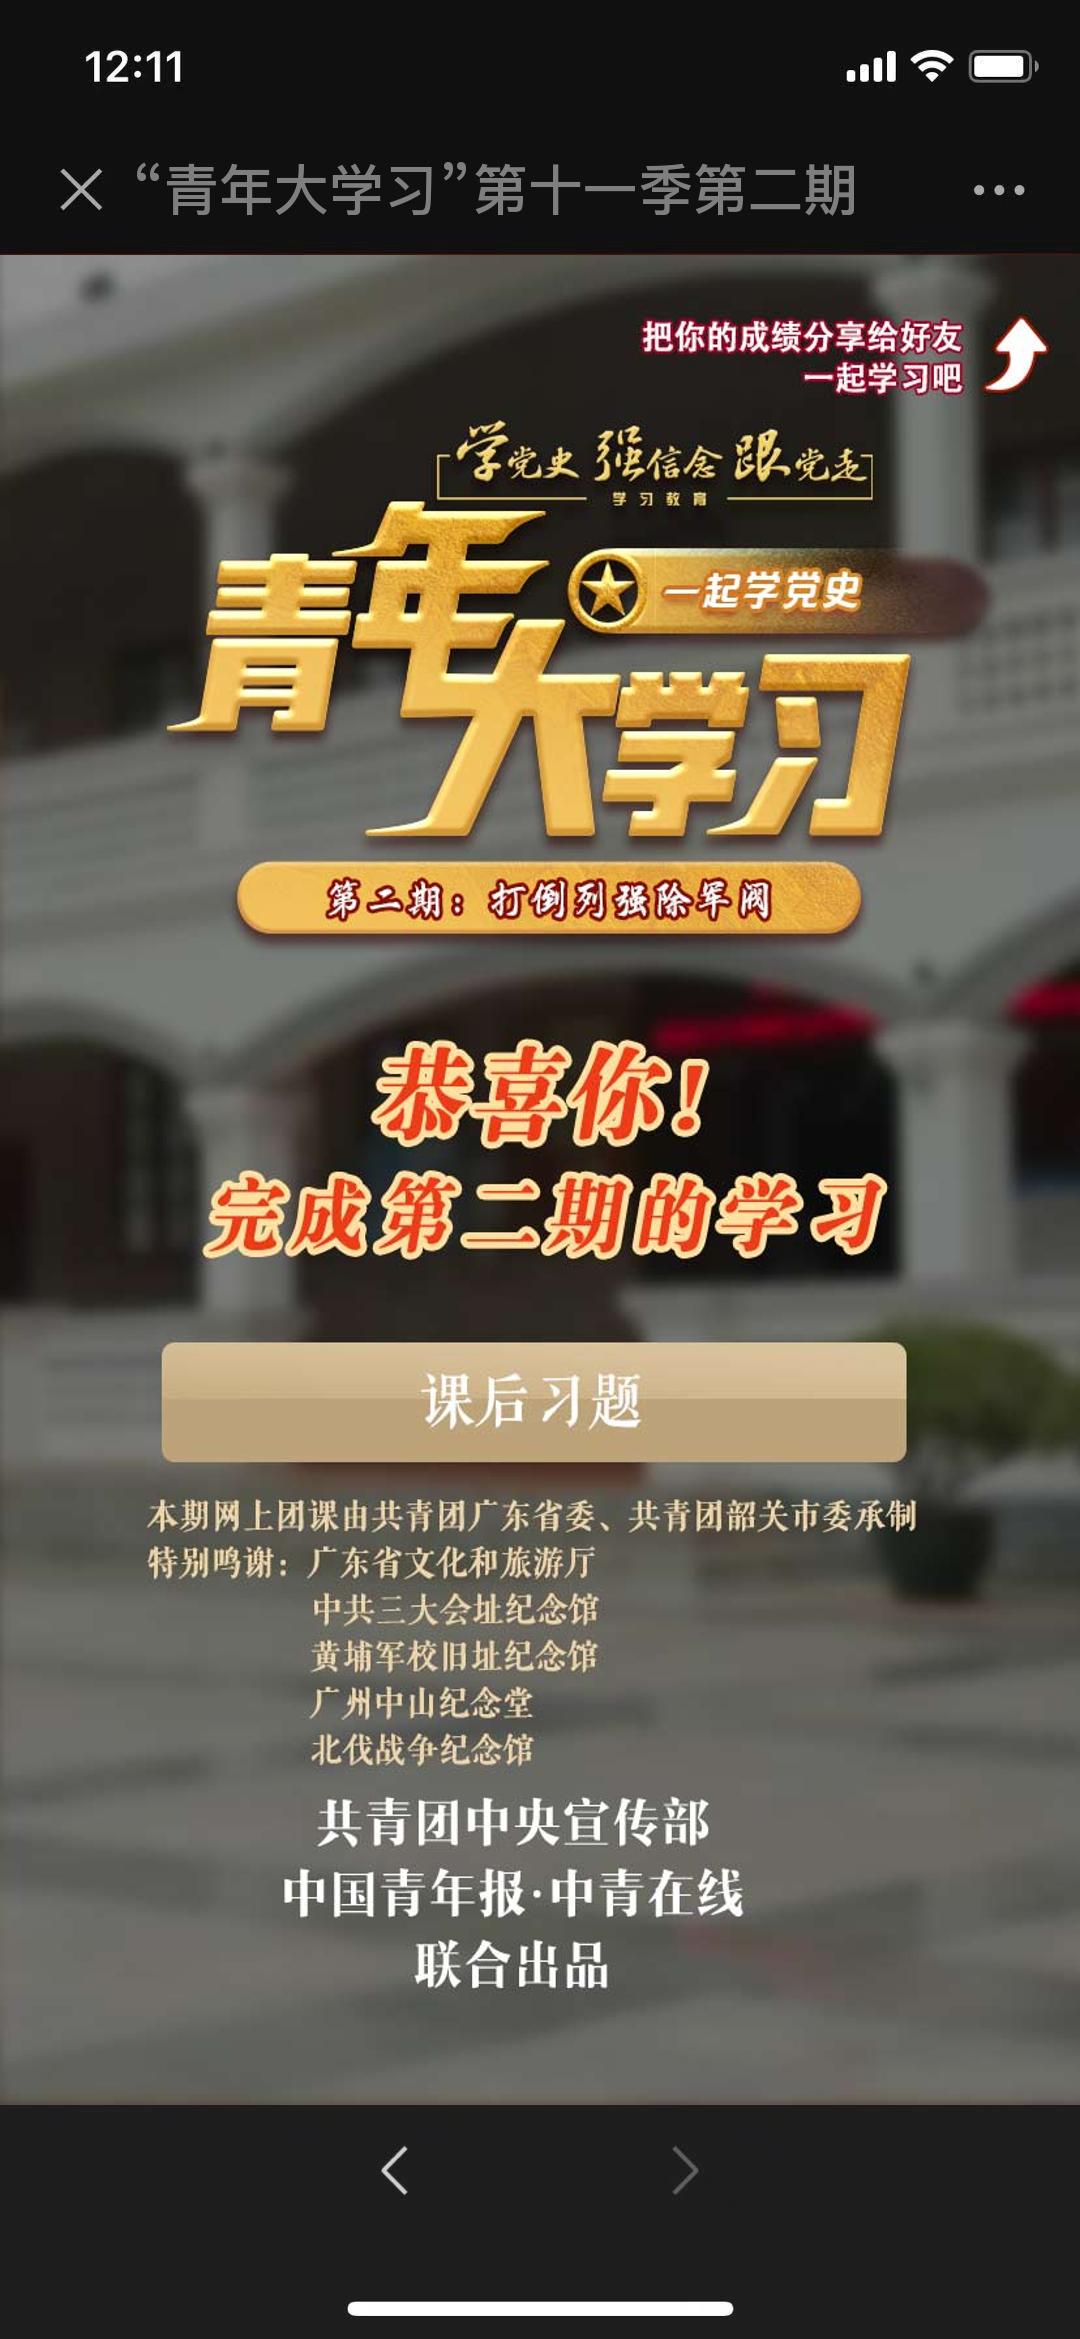 12:11
“青年大学习”第十一季第二期
把你的成绩分享给好友
一起学习吧
学党史 强信念 跟党走
学习教育
青年大学习
一起学党史
第二期：打倒列强除军阀
恭喜你！
完成第二期的学习
课后习题
本期网上团课由共青团广东省委、共青团韶关市委承制
特别鸣谢：广东省文化和旅游厅
中共三大会址纪念馆
黄埔军校旧址纪念馆
广州中山纪念堂
北伐战争纪念馆
共青团中央宣传部
中国青年报·中青在线
联合出品